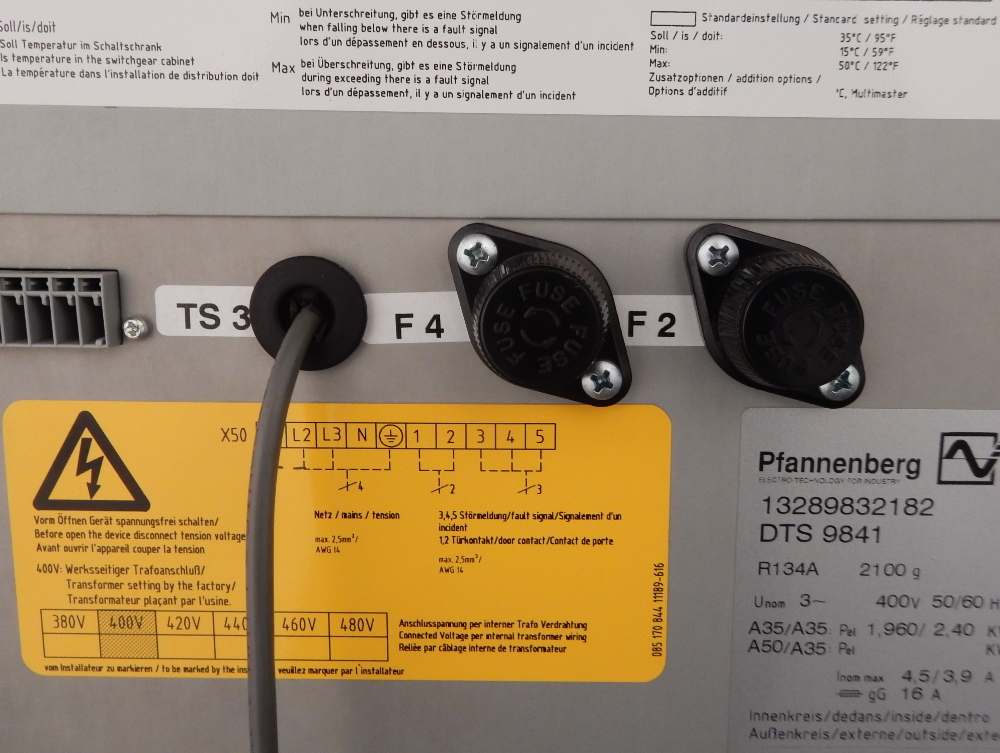 Soll/is/doit
Soll Temperatur im Schaltschrank
Is temperature in the switchgear cabinet
La température dans l'installation de distribution doit
Min bei Unterschreitung, gibt es eine Störmeldung
when falling below there is a fault signal
lors d'un dépassement en dessous, il y a un signalement d'un incident
Max bei Überschreitung, gibt es eine Störmeldung
during exceeding there is a fault signal
lors d'un dépassement, il y a un signalement d'un incident
Standardeinstellung / Standard setting / Réglage standard
Soll / is / doit: 35°C / 95°F
Min: 15°C / 59°F
Max: 50°C / 122°F
Zusatzoptionen / addition options /
Options d'additif °C, Multimaster
TS 3
F 4
FUSE FUSE FUSE
F 2
FUSE FUSE FUSE
X50 L2 L3 N 1 2 3 4 5
4 2 3
Vorm Öffnen Gerät spannungsfrei schalten/
Before open the device disconnect tension voltage
Avant ouvrir l'appareil couper la tension
Netz / mains / tension
max. 2,5mm²/
AWG 14
3,4,5 Störmeldung/fault signal/Signalement d'un
incident
1,2 Türkontakt/door contact/Contact de porte
max. 2,5mm²/
AWG 14
400V: Werksseitiger Trafoanschluß/
Transformer setting by the factory/
Transformateur plaçant par l'usine.
380V 400V 420V 440 460V 480V
Anschlusspannung per interner Trafo Verdrahtung
Connected Voltage per internal transformer wiring
Reliée par câblage interne de transformateur
vom Installateur zu markieren / to be marked by the ins veuillez marquer par l'installateur
085 170 844 11189-616
Pfannenberg
ELECTRO-TECHNOLOGY FOR INDUSTRY
13289832182
DTS 9841
R134A 2100 g
Unom 3~ 400V 50/60 H
A35/A35: Pel 1,960/ 2,40 K
A50/A35: Pel K
Inom max 4,5/3,9 A
gG 16 A
Innenkreis/dedans/inside/dentro
Außenkreis/externe/outside/exte